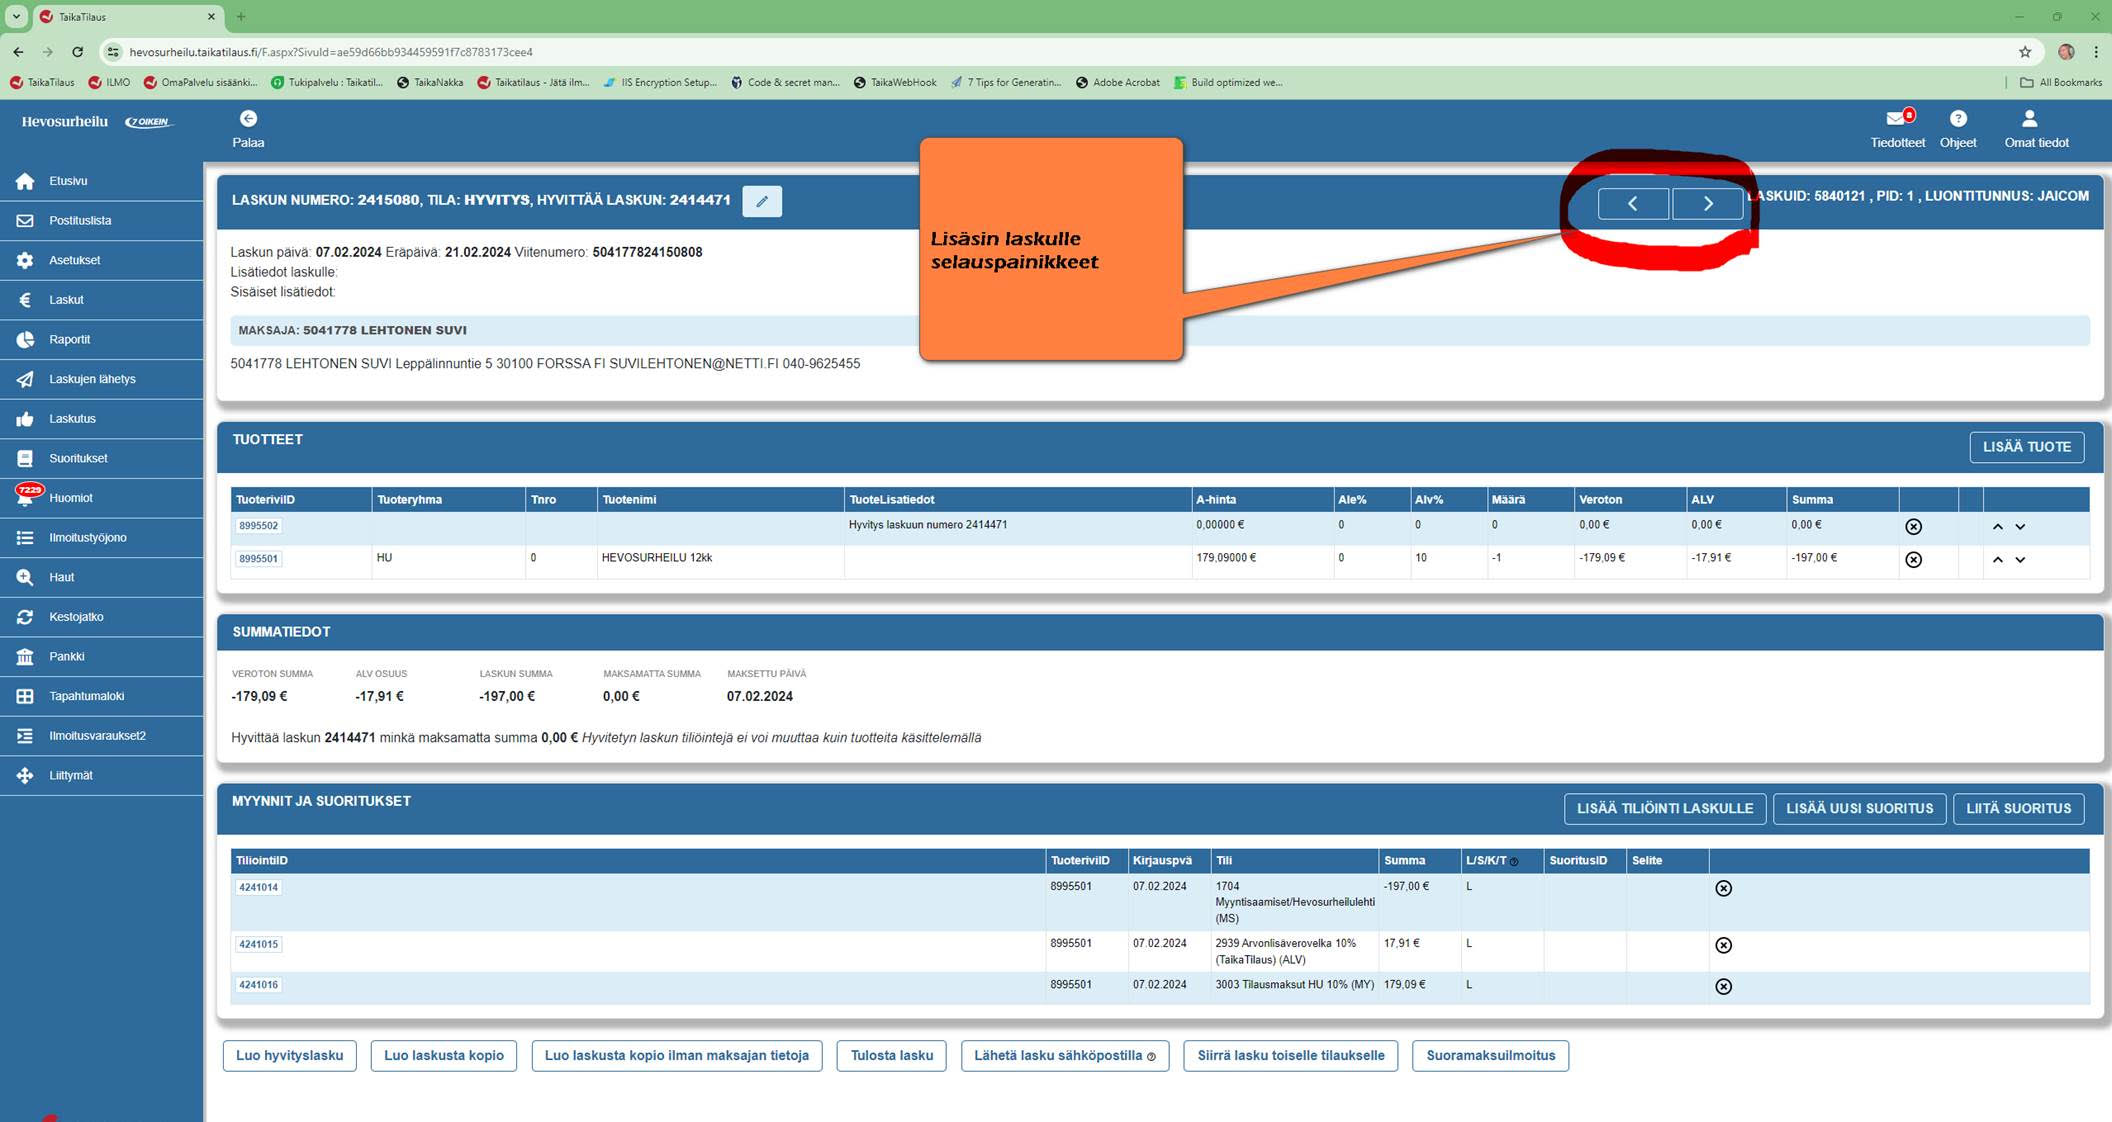 TaikaTilaus
hevosurheilu.taikatilaus.fi/F.aspx?SivuId=ae59d66bb934459591f7c8783173cee4
TaikaTilaus ILMO OmaPalvelu sisäänki... Tukipalvelu : Taikatil... TaikaNakka Taikatilaus - Jätä ilm... IIS Encryption Setup... Code & secret man... TaikaWebHook 7 Tips for Generatin... Adobe Acrobat Build optimized we... All Bookmarks
Hevosurheilu 7 OIKEIN
Palaa
8
Tiedotteet Ohjeet Omat tiedot
Etusivu
Postituslista
Asetukset
Laskut
Raportit
Laskujen lähetys
Laskutus
Suoritukset
7229
Huomiot
Ilmoitustyöjono
Haut
Kestojatko
Pankki
Tapahtumaloki
Ilmoitusvaraukset2
Liittymät
LASKUN NUMERO: 2415080, TILA: HYVITYS, HYVITTÄÄ LASKUN: 2414471
LASKUID: 5840121 , PID: 1 , LUONTITUNNUS: JAICOM
Lisäsin laskulle
selauspainikkeet
Laskun päivä: 07.02.2024 Eräpäivä: 21.02.2024 Viitenumero: 504177824150808
Lisätiedot laskulle:
Sisäiset lisätiedot:
MAKSAJA: 5041778 LEHTONEN SUVI
5041778 LEHTONEN SUVI Leppälinnuntie 5 30100 FORSSA FI SUVILEHTONEN@NETTI.FI 040-9625455
TUOTTEET
LISÄÄ TUOTE
TuoteriviID Tuoteryhma Tnro Tuotenimi TuoteLisatiedot A-hinta Ale% Alv% Määrä Veroton ALV Summa
8995502 Hyvitys laskuun numero 2414471 0,00000 € 0 0 0 0,00 € 0,00 € 0,00 €
8995501 HU 0 HEVOSURHEILU 12kk 179,09000 € 0 10 -1 -179,09 € -17,91 € -197,00 €
SUMMATIEDOT
VEROTON SUMMA ALV OSUUS LASKUN SUMMA MAKSAMATTA SUMMA MAKSETTU PÄIVÄ
-179,09 € -17,91 € -197,00 € 0,00 € 07.02.2024
Hyvittää laskun 2414471 minkä maksamatta summa 0,00 € Hyvitetyn laskun tiliöintejä ei voi muuttaa kuin tuotteita käsittelemällä
MYYNNIT JA SUORITUKSET
LISÄÄ TILIÖINTI LASKULLE LISÄÄ UUSI SUORITUS LIITÄ SUORITUS
TiliointiID TuoteriviID Kirjauspvä Tili Summa L/S/K/T SuoritusID Selite
4241014 8995501 07.02.2024 1704 -197,00 € L
Myyntisaamiset/Hevosurheilulehti
(MS)
4241015 8995501 07.02.2024 2939 Arvonlisäverovelka 10% 17,91 € L
(TaikaTilaus) (ALV)
4241016 8995501 07.02.2024 3003 Tilausmaksut HU 10% (MY) 179,09 € L
Luo hyvityslasku Luo laskusta kopio Luo laskusta kopio ilman maksajan tietoja Tulosta lasku Lähetä lasku sähköpostilla Siirrä lasku toiselle tilaukselle Suoramaksuilmoitus